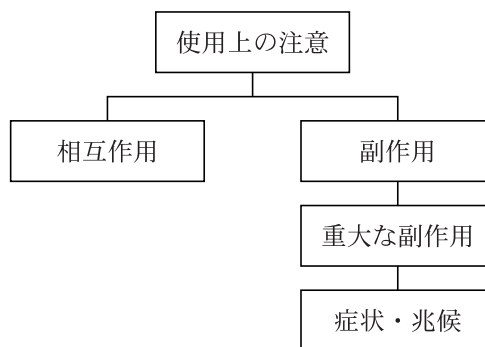 使用上の注意
相互作用
副作用
重大な副作用
症状・兆候